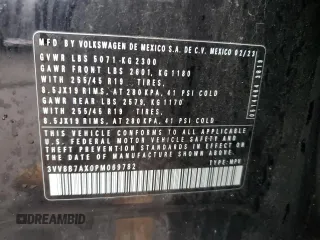 MFD. BY VOLKSWAGEN DE MEXICO S.A. DE C.V. MEXICO 02/23
GVWR LBS 5071-KG 2300
GAWR FRONT LBS 2601, KG 1180
WITH 255/45 R19 TIRES,
8.5JX19 RIMS, AT 280KPA, 41 PSI COLD
GAWR REAR LBS 2579, KG 1170
WITH 255/45 R19 TIRES,
8.5JX19 RIMS, AT 280KPA, 41 PSI COLD
THIS VEHICLE CONFORMS TO ALL APPLICABLE
U.S. FEDERAL MOTOR VEHICLE SAFETY, BUMPER AND
THEFT PREVENTION STANDARDS IN EFFECT ON THE
DATE OF MANUFACTURE SHOWN ABOVE.
3VV8B7AX0PM069782
TYPE: MPV
DREAMBID